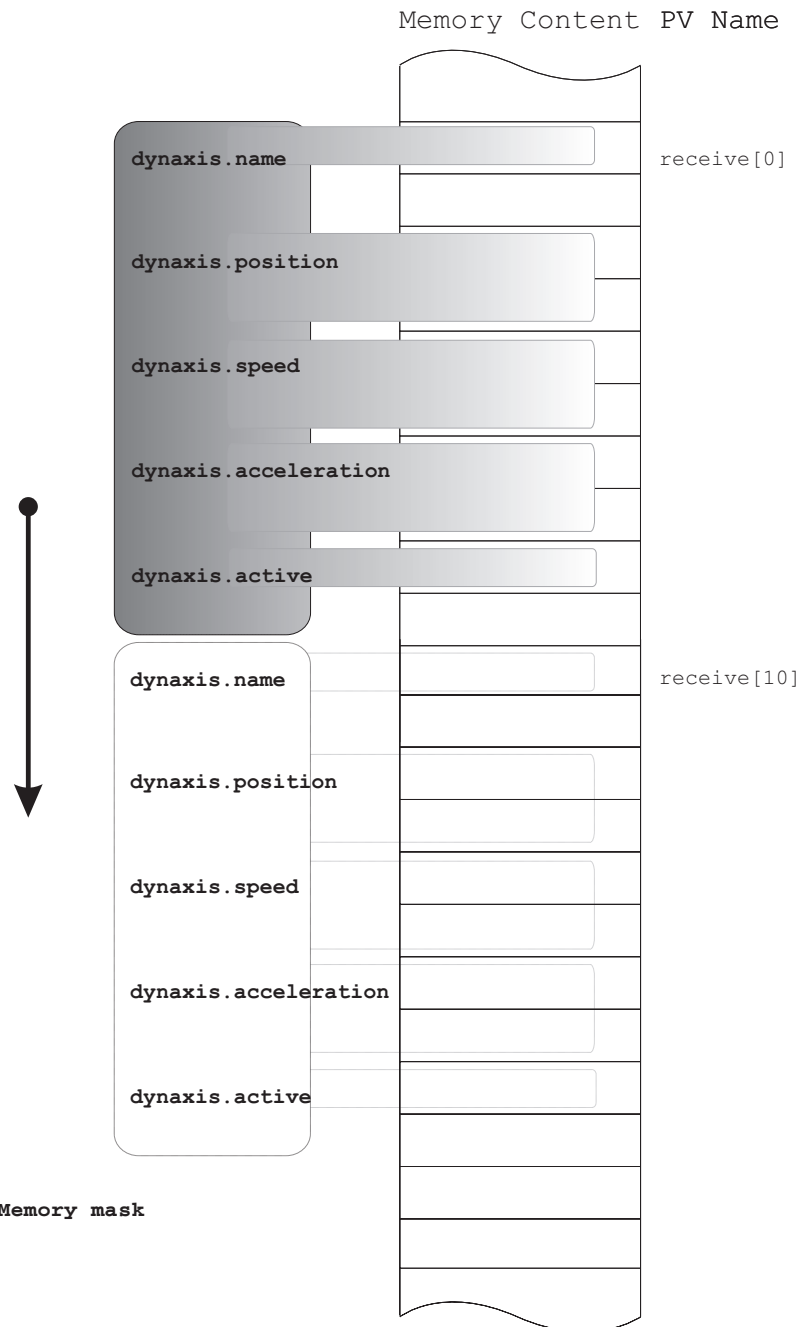 Memory Content PV Name
dynaxis.name receive[0]
dynaxis.position
dynaxis.speed
dynaxis.acceleration
dynaxis.active
dynaxis.name receive[10]
dynaxis.position
dynaxis.speed
dynaxis.acceleration
dynaxis.active
Memory mask